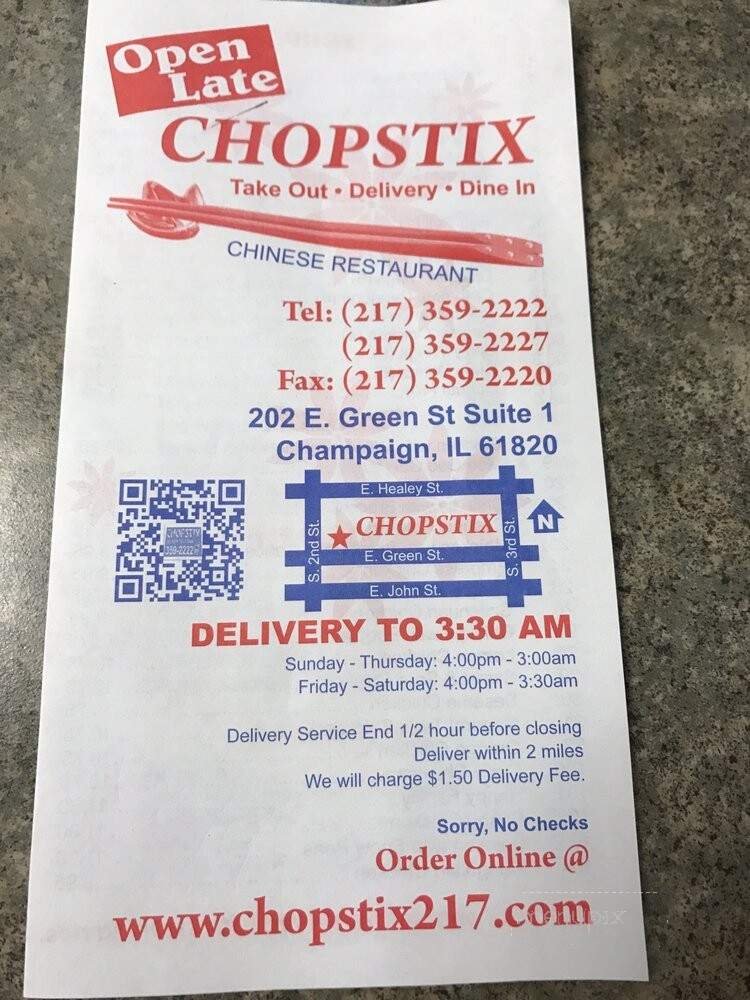 Open
Late
CHOPSTIX
Take Out • Delivery • Dine In
CHINESE RESTAURANT
Tel: (217) 359-2222
(217) 359-2227
Fax: (217) 359-2220
202 E. Green St Suite 1
Champaign, IL 61820
E. Healey St.
S. 2nd St.
CHOPSTIX
S. 3rd St.
N
E. Green St.
E. John St.
CHOPSTIX
359-2222
DELIVERY TO 3:30 AM
Sunday - Thursday: 4:00pm - 3:00am
Friday - Saturday: 4:00pm - 3:30am
Delivery Service End 1/2 hour before closing
Deliver within 2 miles
We will charge $1.50 Delivery Fee.
Sorry, No Checks
Order Online @
www.chopstix217.com